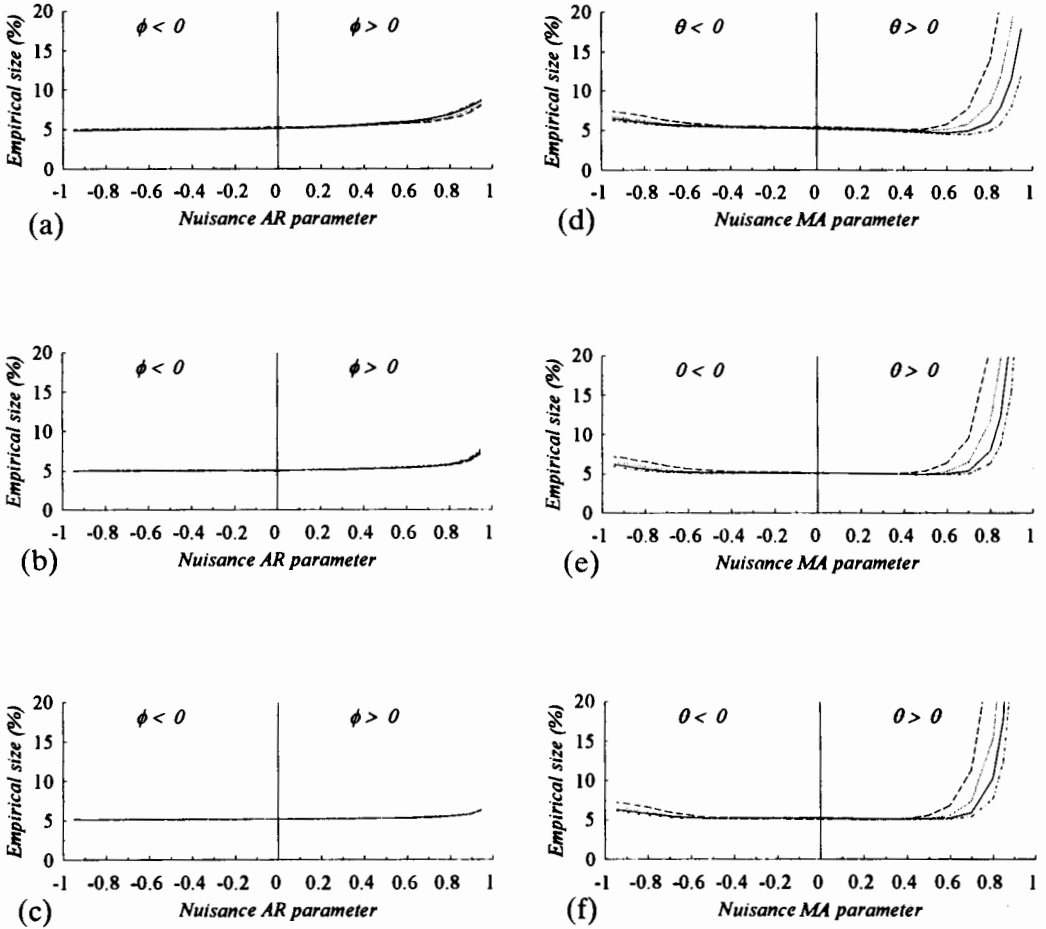 Empirical size (%)
20
15
10
5
0
ϕ < 0
ϕ > 0
-1 -0.8 -0.6 -0.4 -0.2 0 0.2 0.4 0.6 0.8 1
Nuisance AR parameter
(a)
Empirical size (%)
20
15
10
5
0
θ < 0
θ > 0
-1 -0.8 -0.6 -0.4 -0.2 0 0.2 0.4 0.6 0.8 1
Nuisance MA parameter
(d)
Empirical size (%)
20
15
10
5
0
ϕ < 0
ϕ > 0
-1 -0.8 -0.6 -0.4 -0.2 0 0.2 0.4 0.6 0.8 1
Nuisance AR parameter
(b)
Empirical size (%)
20
15
10
5
0
θ < 0
θ > 0
-1 -0.8 -0.6 -0.4 -0.2 0 0.2 0.4 0.6 0.8 1
Nuisance MA parameter
(e)
Empirical size (%)
20
15
10
5
0
ϕ < 0
ϕ > 0
-1 -0.8 -0.6 -0.4 -0.2 0 0.2 0.4 0.6 0.8 1
Nuisance AR parameter
(c)
Empirical size (%)
20
15
10
5
0
θ < 0
θ > 0
-1 -0.8 -0.6 -0.4 -0.2 0 0.2 0.4 0.6 0.8 1
Nuisance MA parameter
(f)